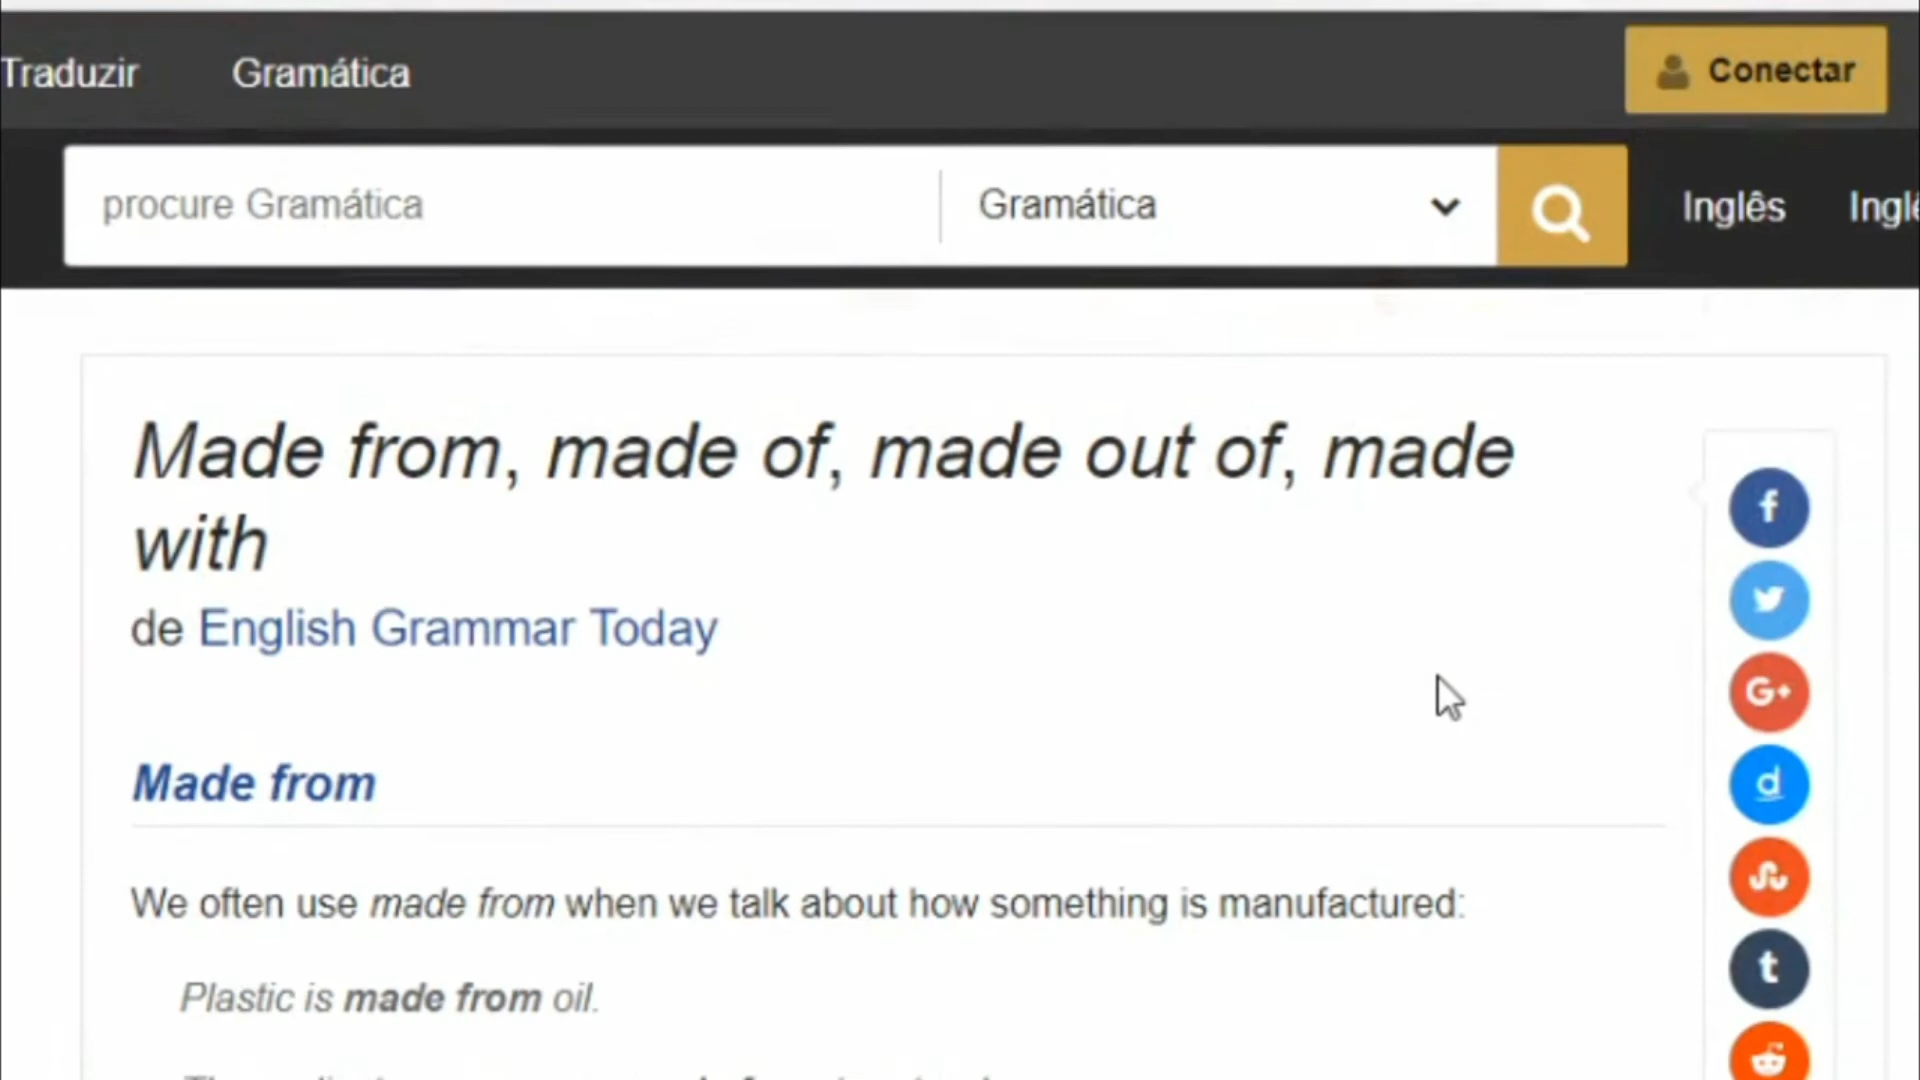 Traduzir Gramática Conectar
procure Gramática Gramática Inglês
Made from, made of, made out of, made
with
de English Grammar Today
Made from
We often use made from when we talk about how something is manufactured:
Plastic is made from oil.